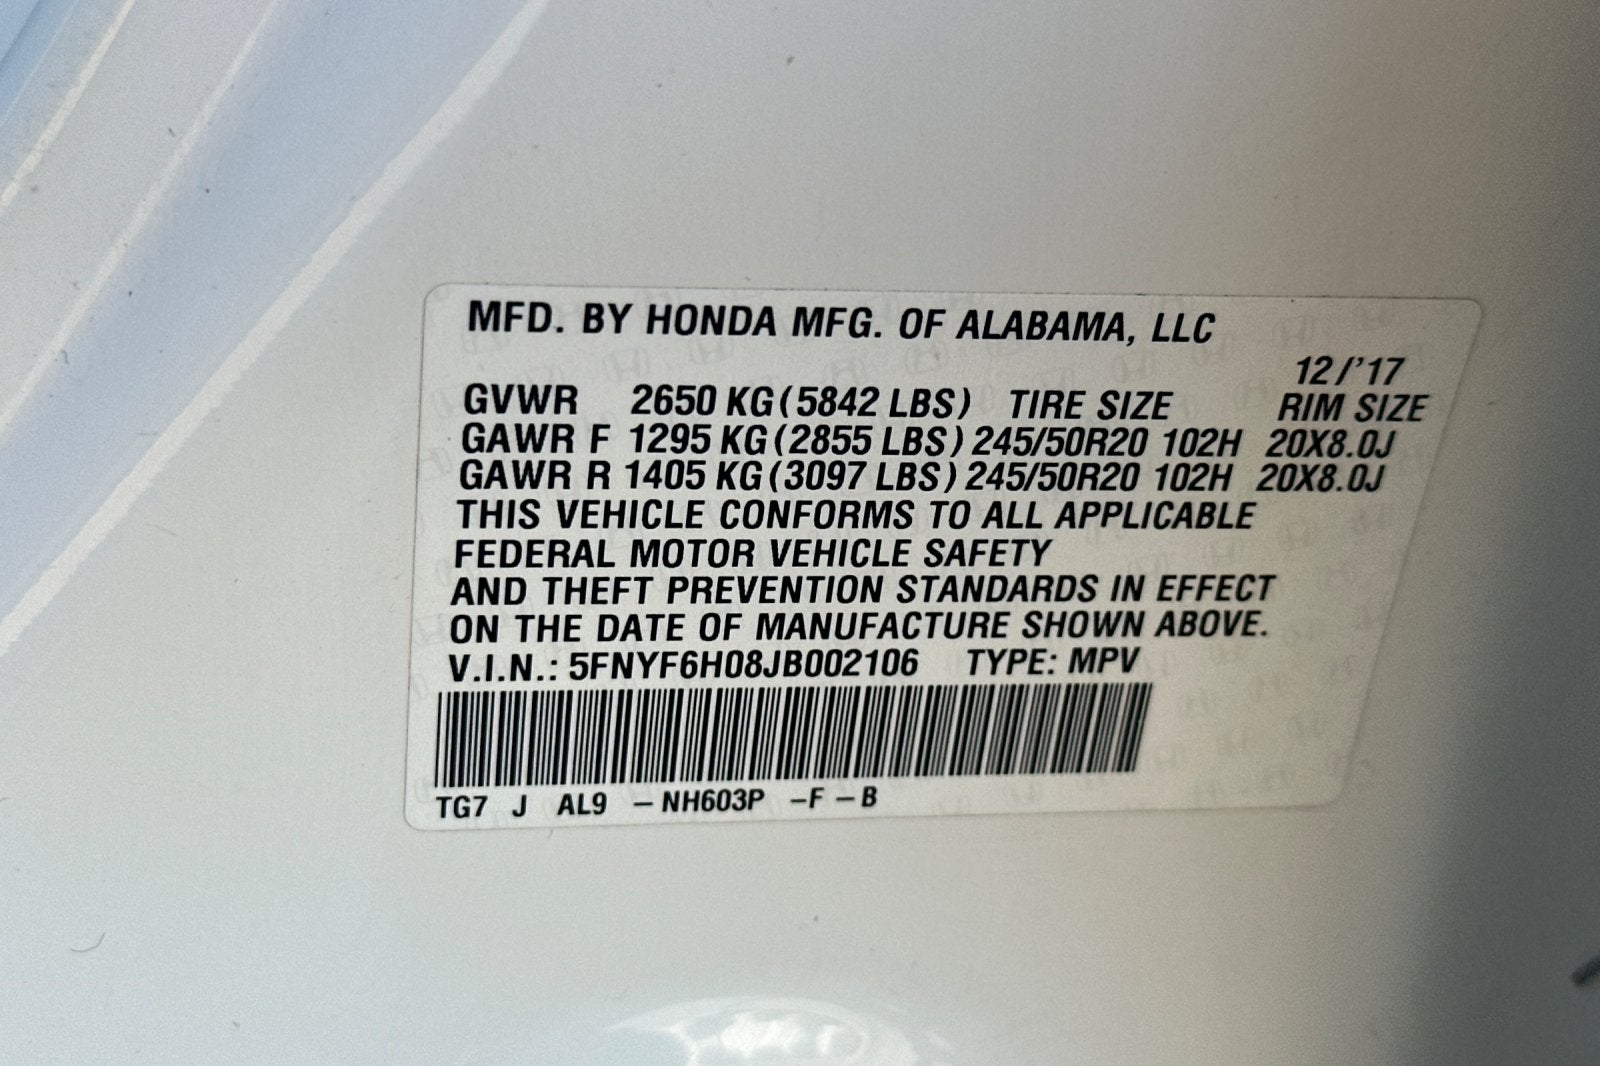 MFD. BY HONDA MFG. OF ALABAMA, LLC
12/'17
GVWR 2650 KG (5842 LBS) TIRE SIZE RIM SIZE
GAWR F 1295 KG (2855 LBS) 245/50R20 102H 20X8.0J
GAWR R 1405 KG (3097 LBS) 245/50R20 102H 20X8.0J
THIS VEHICLE CONFORMS TO ALL APPLICABLE
FEDERAL MOTOR VEHICLE SAFETY
AND THEFT PREVENTION STANDARDS IN EFFECT
ON THE DATE OF MANUFACTURE SHOWN ABOVE.
V.I.N.: 5FNYF6H08JB002106 TYPE: MPV
TG7 J AL9 – NH603P – F – B